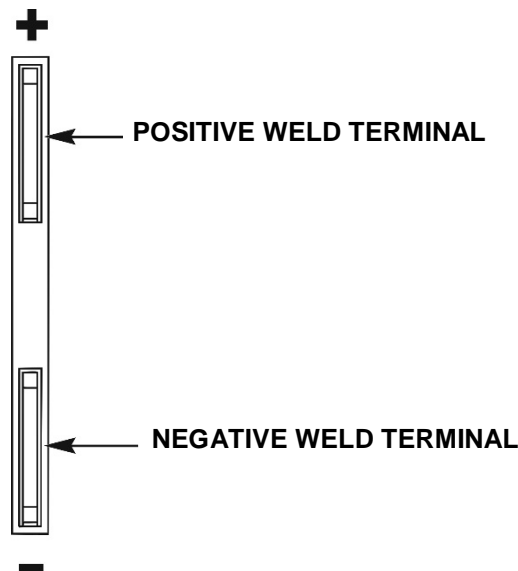 +
POSITIVE WELD TERMINAL
NEGATIVE WELD TERMINAL
-